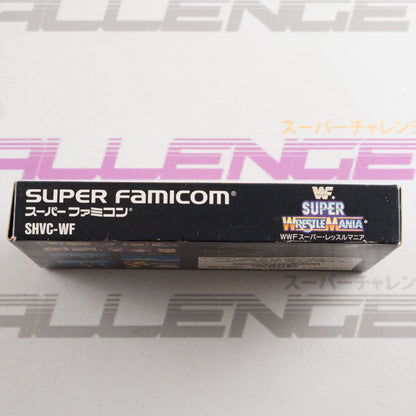 ALLENGE
スーパーチャレン
ALLENGE
SUPER FAMICOM®
スーパーファミコン®
SHVC-WF
WF
SUPER
WRESTLEMANIA®
WWFスーパー・レッスルマニア
スーパーチャレン
ALLENGE